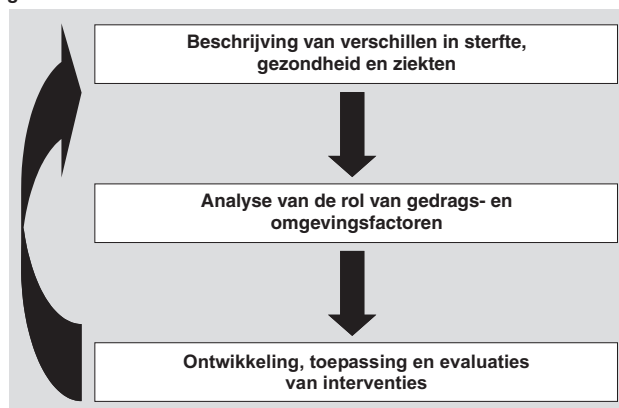 Beschrijving van verschillen in sterfte,
gezondheid en ziekten
Analyse van de rol van gedrags- en
omgevingsfactoren
Ontwikkeling, toepassing en evaluaties
van interventies